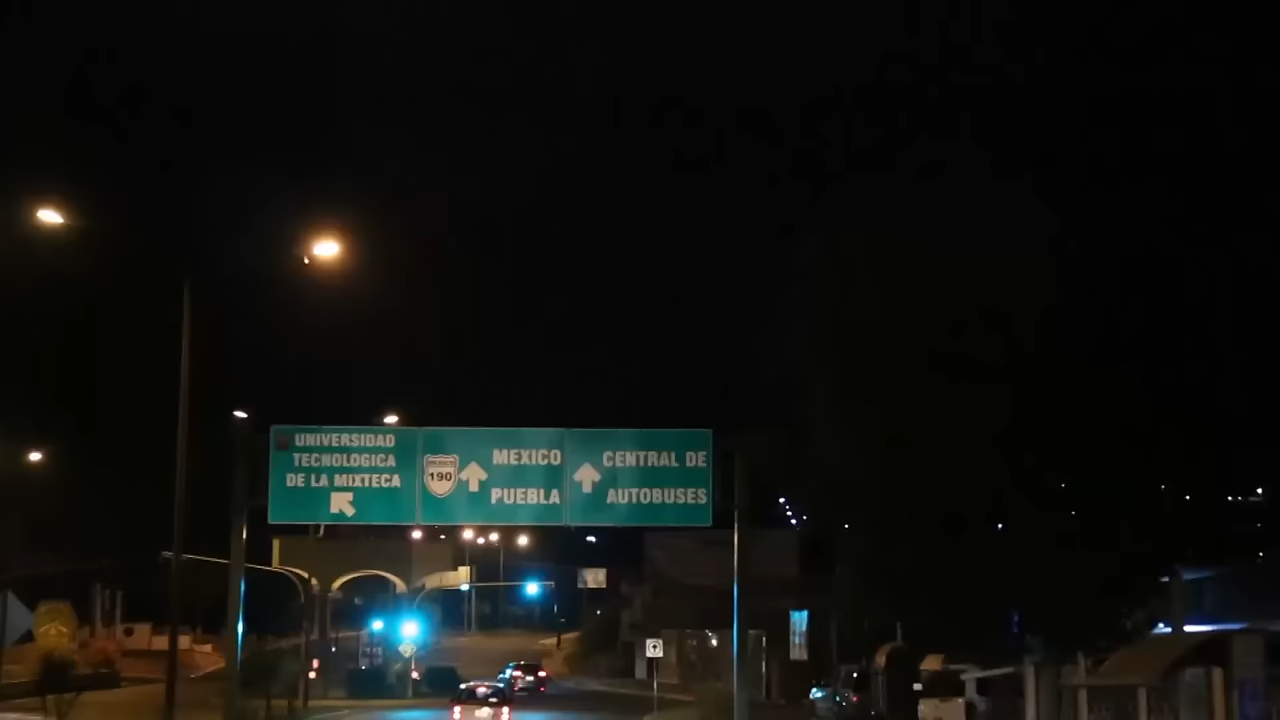 UNIVERSIDAD
TECNOLOGICA
DE LA MIXTECA
190
MEXICO
PUEBLA
CENTRAL DE
AUTOBUSES